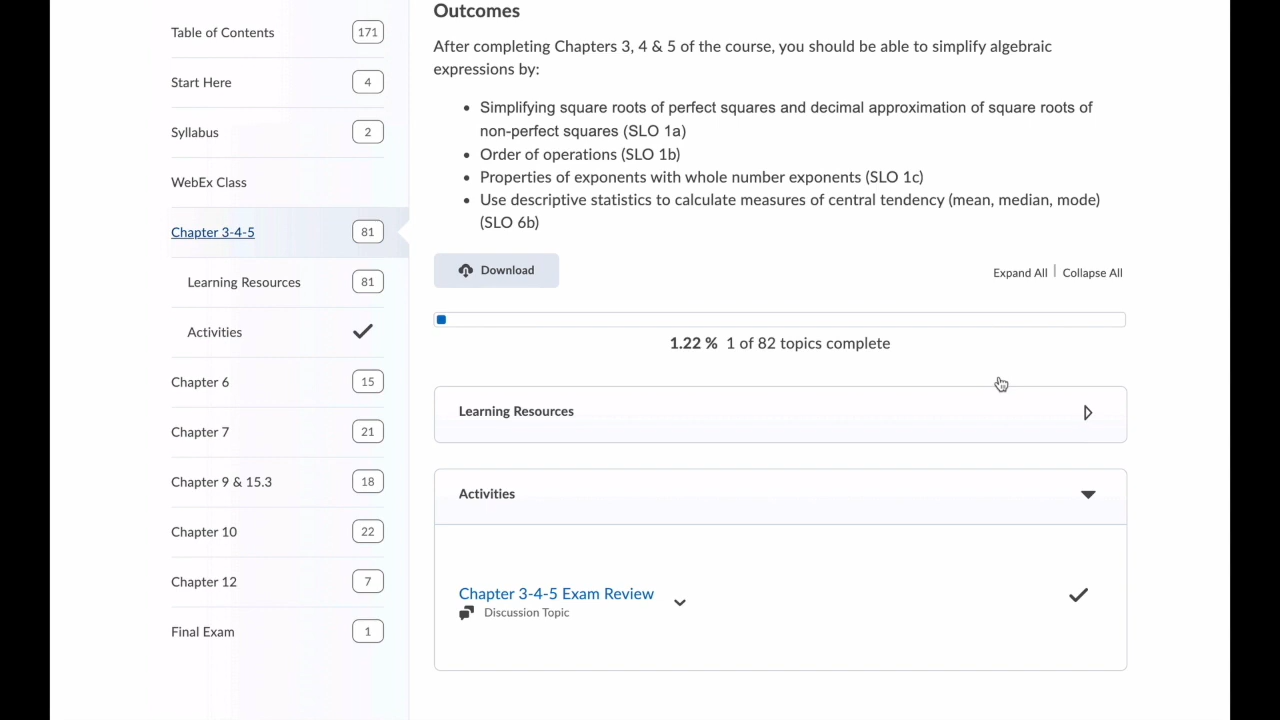 Table of Contents 171
Start Here 4
Syllabus 2
WebEx Class
Chapter 3-4-5 81
Learning Resources 81
Activities
Chapter 6 15
Chapter 7 21
Chapter 9 & 15.3 18
Chapter 10 22
Chapter 12 7
Final Exam 1
Outcomes
After completing Chapters 3, 4 & 5 of the course, you should be able to simplify algebraic
expressions by:
• Simplifying square roots of perfect squares and decimal approximation of square roots of
non-perfect squares (SLO 1a)
• Order of operations (SLO 1b)
• Properties of exponents with whole number exponents (SLO 1c)
• Use descriptive statistics to calculate measures of central tendency (mean, median, mode)
(SLO 6b)
Download
Expand All | Collapse All
1.22 % 1 of 82 topics complete
Learning Resources
Activities
Chapter 3-4-5 Exam Review
Discussion Topic